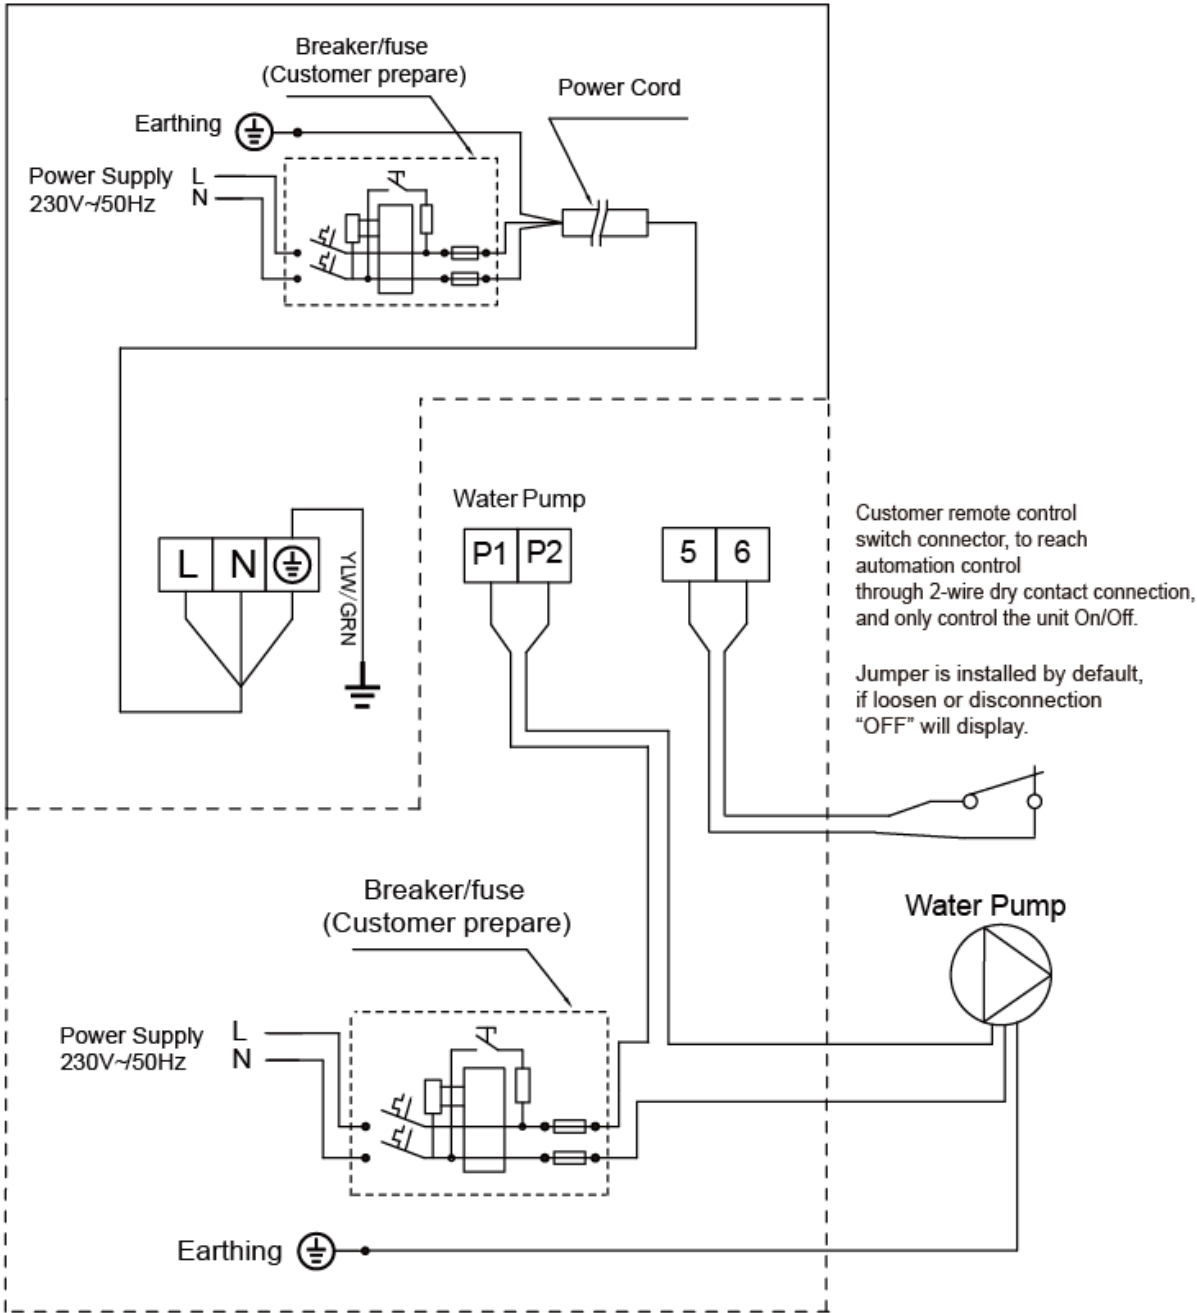 Breaker/fuse
(Customer prepare)
Power Cord
Earthing
Power Supply L
230V~/50Hz N
Water Pump
L N
P1 P2
5 6
YLW/GRN
Customer remote control
switch connector, to reach
automation control
through 2-wire dry contact connection,
and only control the unit On/Off.
Jumper is installed by default,
if loosen or disconnection
“OFF” will display.
Breaker/fuse
(Customer prepare)
Water Pump
Power Supply L
230V~/50Hz N
Earthing